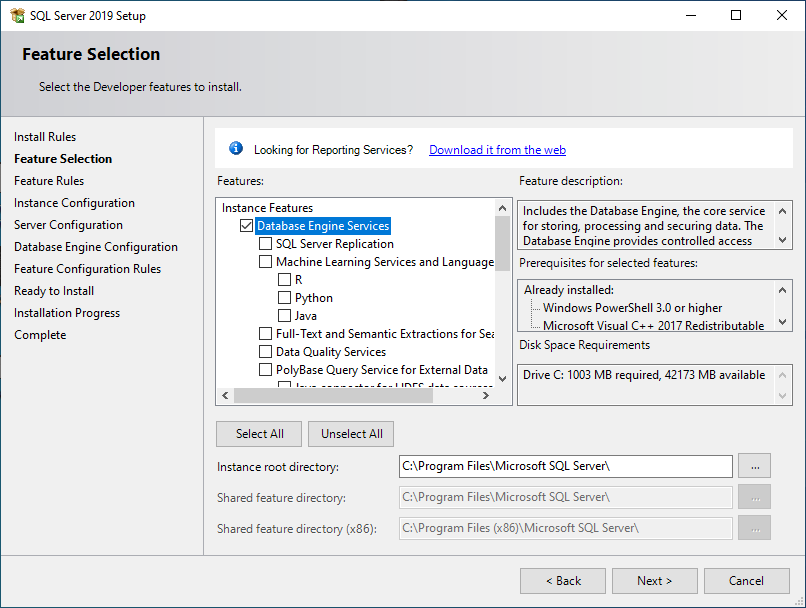 SQL Server 2019 Setup
Feature Selection
Select the Developer features to install.
Install Rules
Feature Selection
Feature Rules
Instance Configuration
Server Configuration
Database Engine Configuration
Feature Configuration Rules
Ready to Install
Installation Progress
Complete
Looking for Reporting Services? Download it from the web
Features:
Instance Features
Database Engine Services
SQL Server Replication
Machine Learning Services and Language
R
Python
Java
Full-Text and Semantic Extractions for Sea
Data Quality Services
PolyBase Query Service for External Data
Java connector for HDFS data sources
Feature description:
Includes the Database Engine, the core service
for storing, processing and securing data. The
Database Engine provides controlled access
Prerequisites for selected features:
Already installed:
Windows PowerShell 3.0 or higher
Microsoft Visual C++ 2017 Redistributable
Disk Space Requirements
Drive C: 1003 MB required, 42173 MB available
Select All
Unselect All
Instance root directory: C:\Program Files\Microsoft SQL Server\ ...
Shared feature directory: C:\Program Files\Microsoft SQL Server\ ...
Shared feature directory (x86): C:\Program Files (x86)\Microsoft SQL Server\ ...
< Back
Next >
Cancel